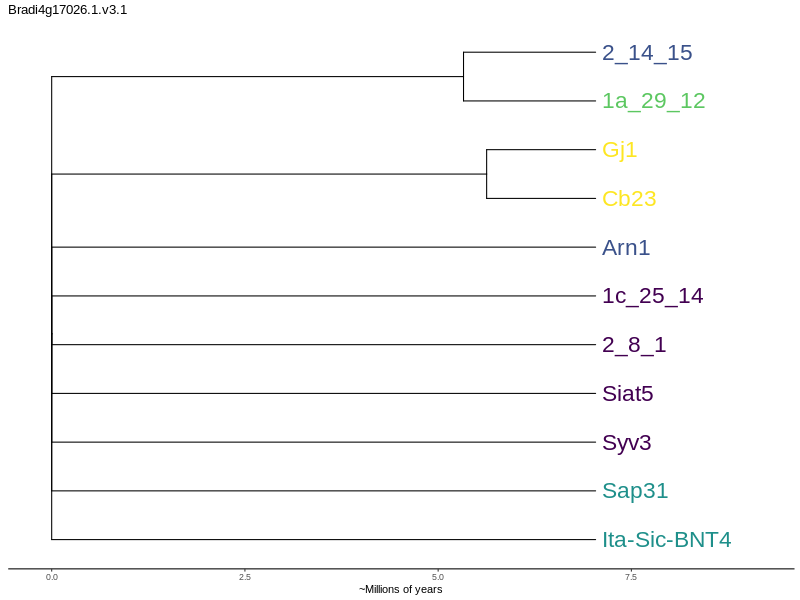 Bradi4g17026.1.v3.1
2_14_15
1a_29_12
Gj1
Cb23
Arn1
1c_25_14
2_8_1
Siat5
Syv3
Sap31
Ita-Sic-BNT4
0.0 2.5 5.0 7.5
~Millions of years